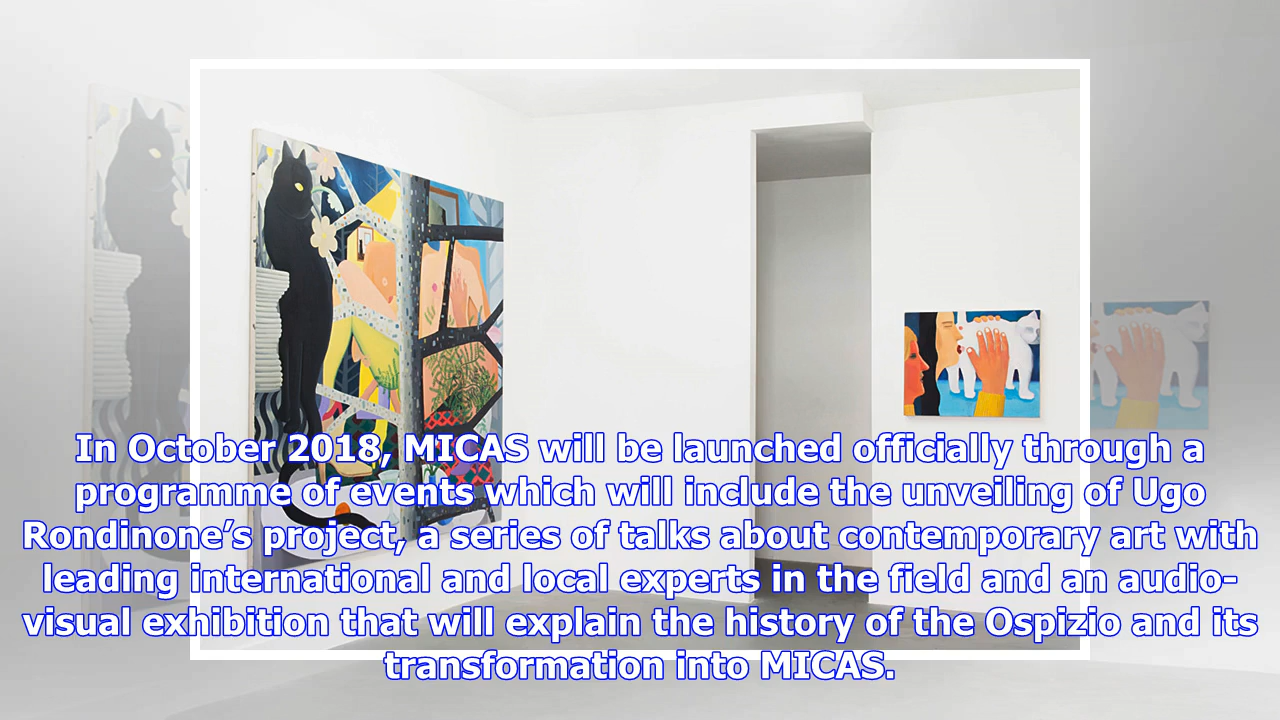 In October 2018, MICAS will be launched officially through a
programme of events which will include the unveiling of Ugo
Rondinone’s project, a series of talks about contemporary art with
leading international and local experts in the field and an audio-
visual exhibition that will explain the history of the Ospizio and its
transformation into MICAS.